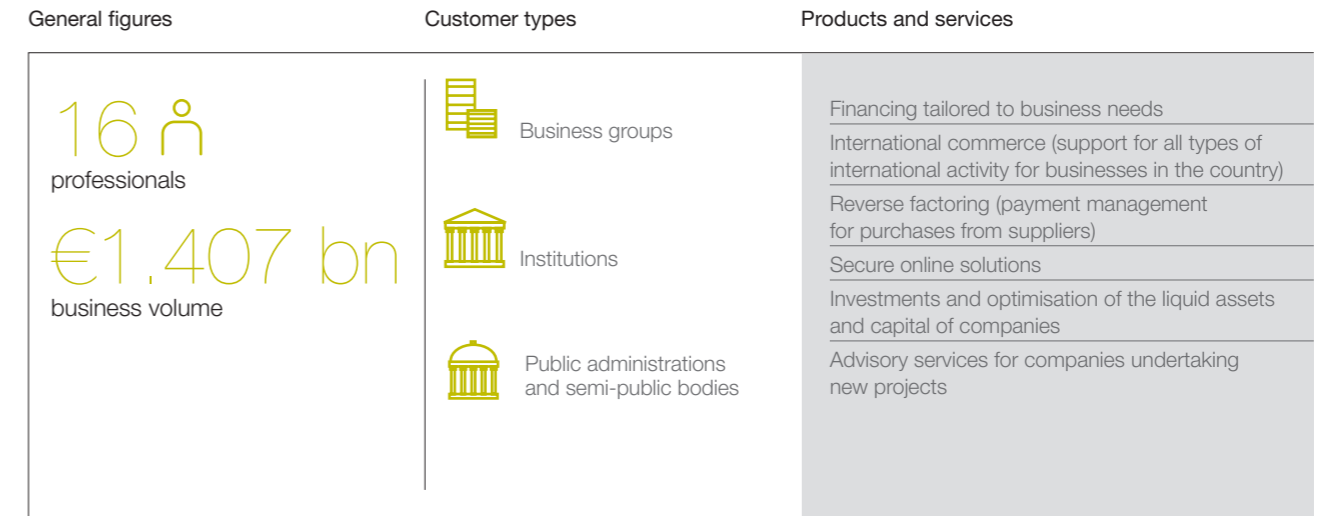 General figures
Customer types
Products and services
16
professionals
€1.407 bn
business volume
Business groups
Institutions
Public administrations
and semi-public bodies
Financing tailored to business needs
International commerce (support for all types of
international activity for businesses in the country)
Reverse factoring (payment management
for purchases from suppliers)
Secure online solutions
Investments and optimisation of the liquid assets
and capital of companies
Advisory services for companies undertaking
new projects